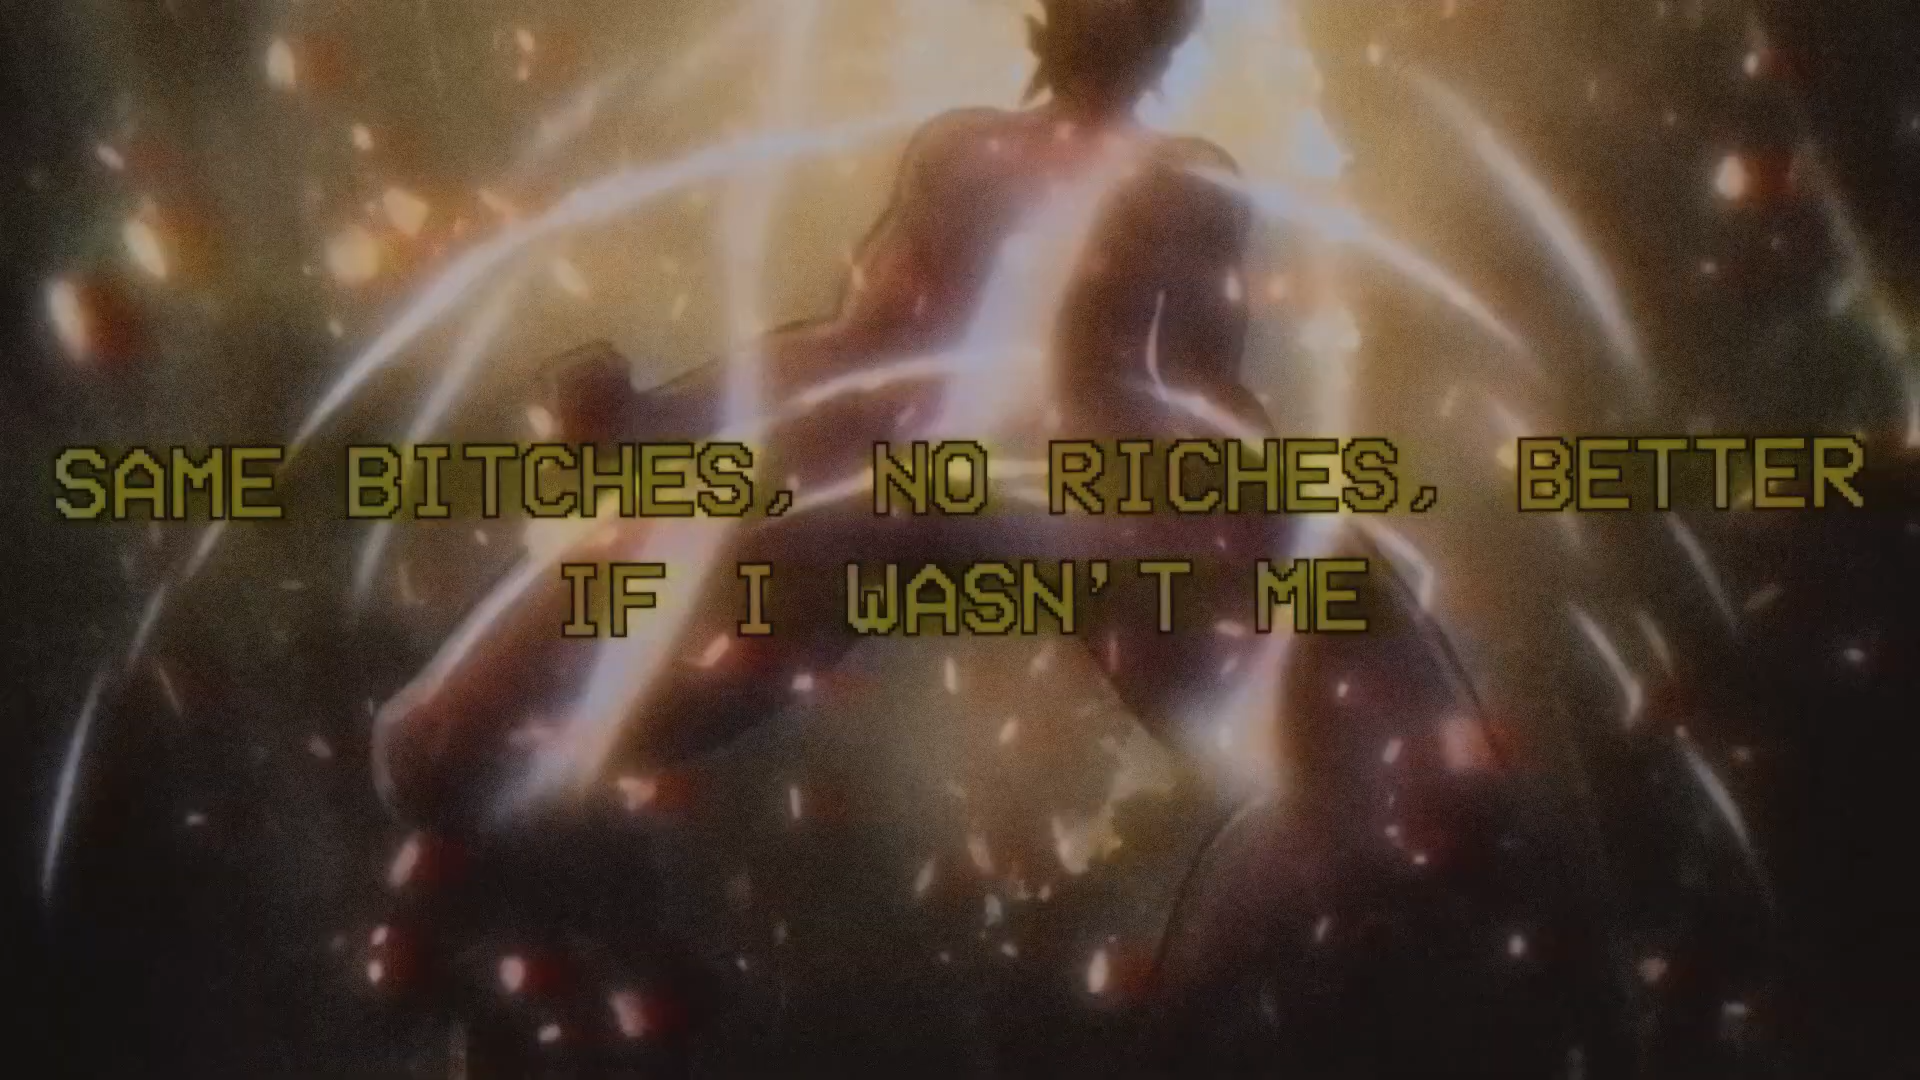 SAME BITCHES, NO RICHES, BETTER
IF I WASN'T ME